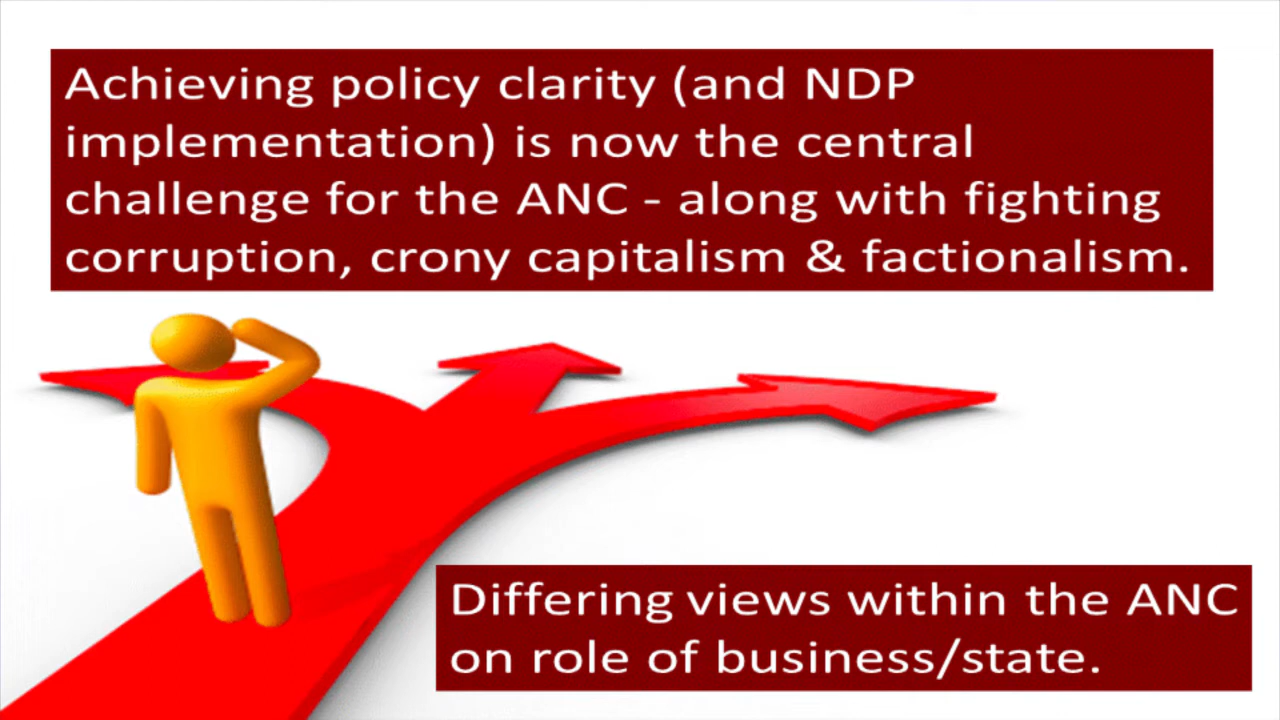 Achieving policy clarity (and NDP
implementation) is now the central
challenge for the ANC - along with fighting
corruption, crony capitalism & factionalism.
Differing views within the ANC
on role of business/state.